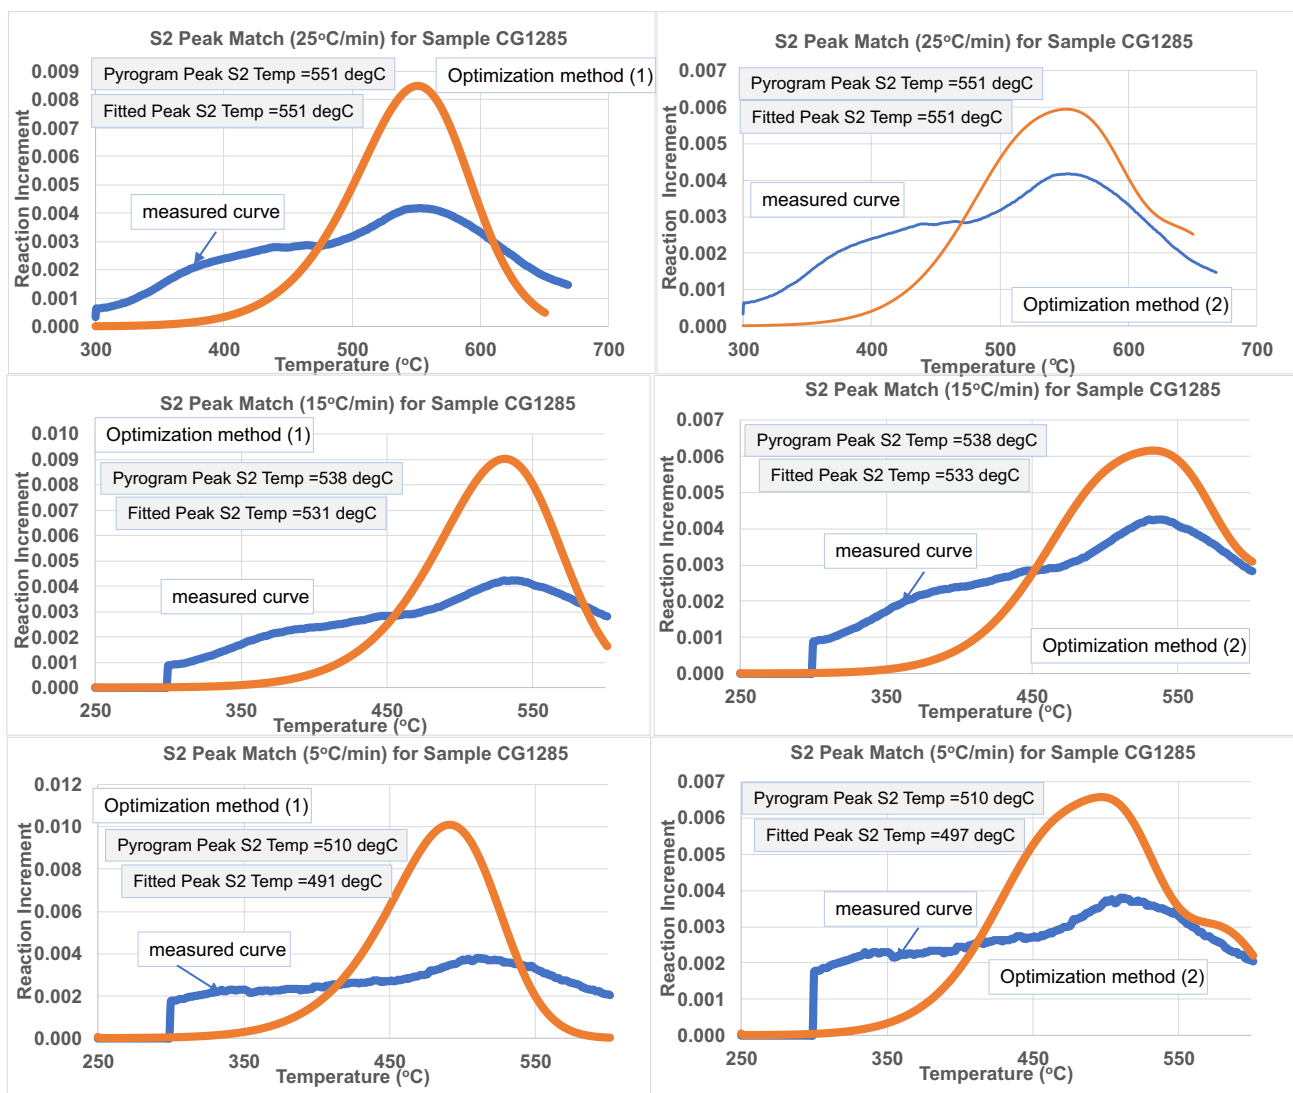 S2 Peak Match (25°C/min) for Sample CG1285
Pyrogram Peak S2 Temp =551 degC
Optimization method (1)
Fitted Peak S2 Temp =551 degC
measured curve
Reaction Increment
0.009
0.008
0.007
0.006
0.005
0.004
0.003
0.002
0.001
0.000
300 400 500 600 700
Temperature (°C)
S2 Peak Match (25°C/min) for Sample CG1285
Pyrogram Peak S2 Temp =551 degC
Fitted Peak S2 Temp =551 degC
measured curve
Optimization method (2)
Reaction Increment
0.007
0.006
0.005
0.004
0.003
0.002
0.001
0.000
300 400 500 600 700
Temperature (°C)
S2 Peak Match (15°C/min) for Sample CG1285
Optimization method (1)
Pyrogram Peak S2 Temp =538 degC
Fitted Peak S2 Temp =531 degC
measured curve
Reaction Increment
0.010
0.009
0.008
0.007
0.006
0.005
0.004
0.003
0.002
0.001
0.000
250 350 450 550
Temperature (°C)
S2 Peak Match (15°C/min) for Sample CG1285
Pyrogram Peak S2 Temp =538 degC
Fitted Peak S2 Temp =533 degC
measured curve
Optimization method (2)
Reaction Increment
0.007
0.006
0.005
0.004
0.003
0.002
0.001
0.000
250 350 450 550
Temperature (°C)
S2 Peak Match (5°C/min) for Sample CG1285
Optimization method (1)
Pyrogram Peak S2 Temp =510 degC
Fitted Peak S2 Temp =491 degC
measured curve
Reaction Increment
0.012
0.010
0.008
0.006
0.004
0.002
0.000
250 350 450 550
Temperature (°C)
S2 Peak Match (5°C/min) for Sample CG1285
Pyrogram Peak S2 Temp =510 degC
Fitted Peak S2 Temp =497 degC
measured curve
Optimization method (2)
Reaction Increment
0.007
0.006
0.005
0.004
0.003
0.002
0.001
0.000
250 350 450 550
Temperature (°C)